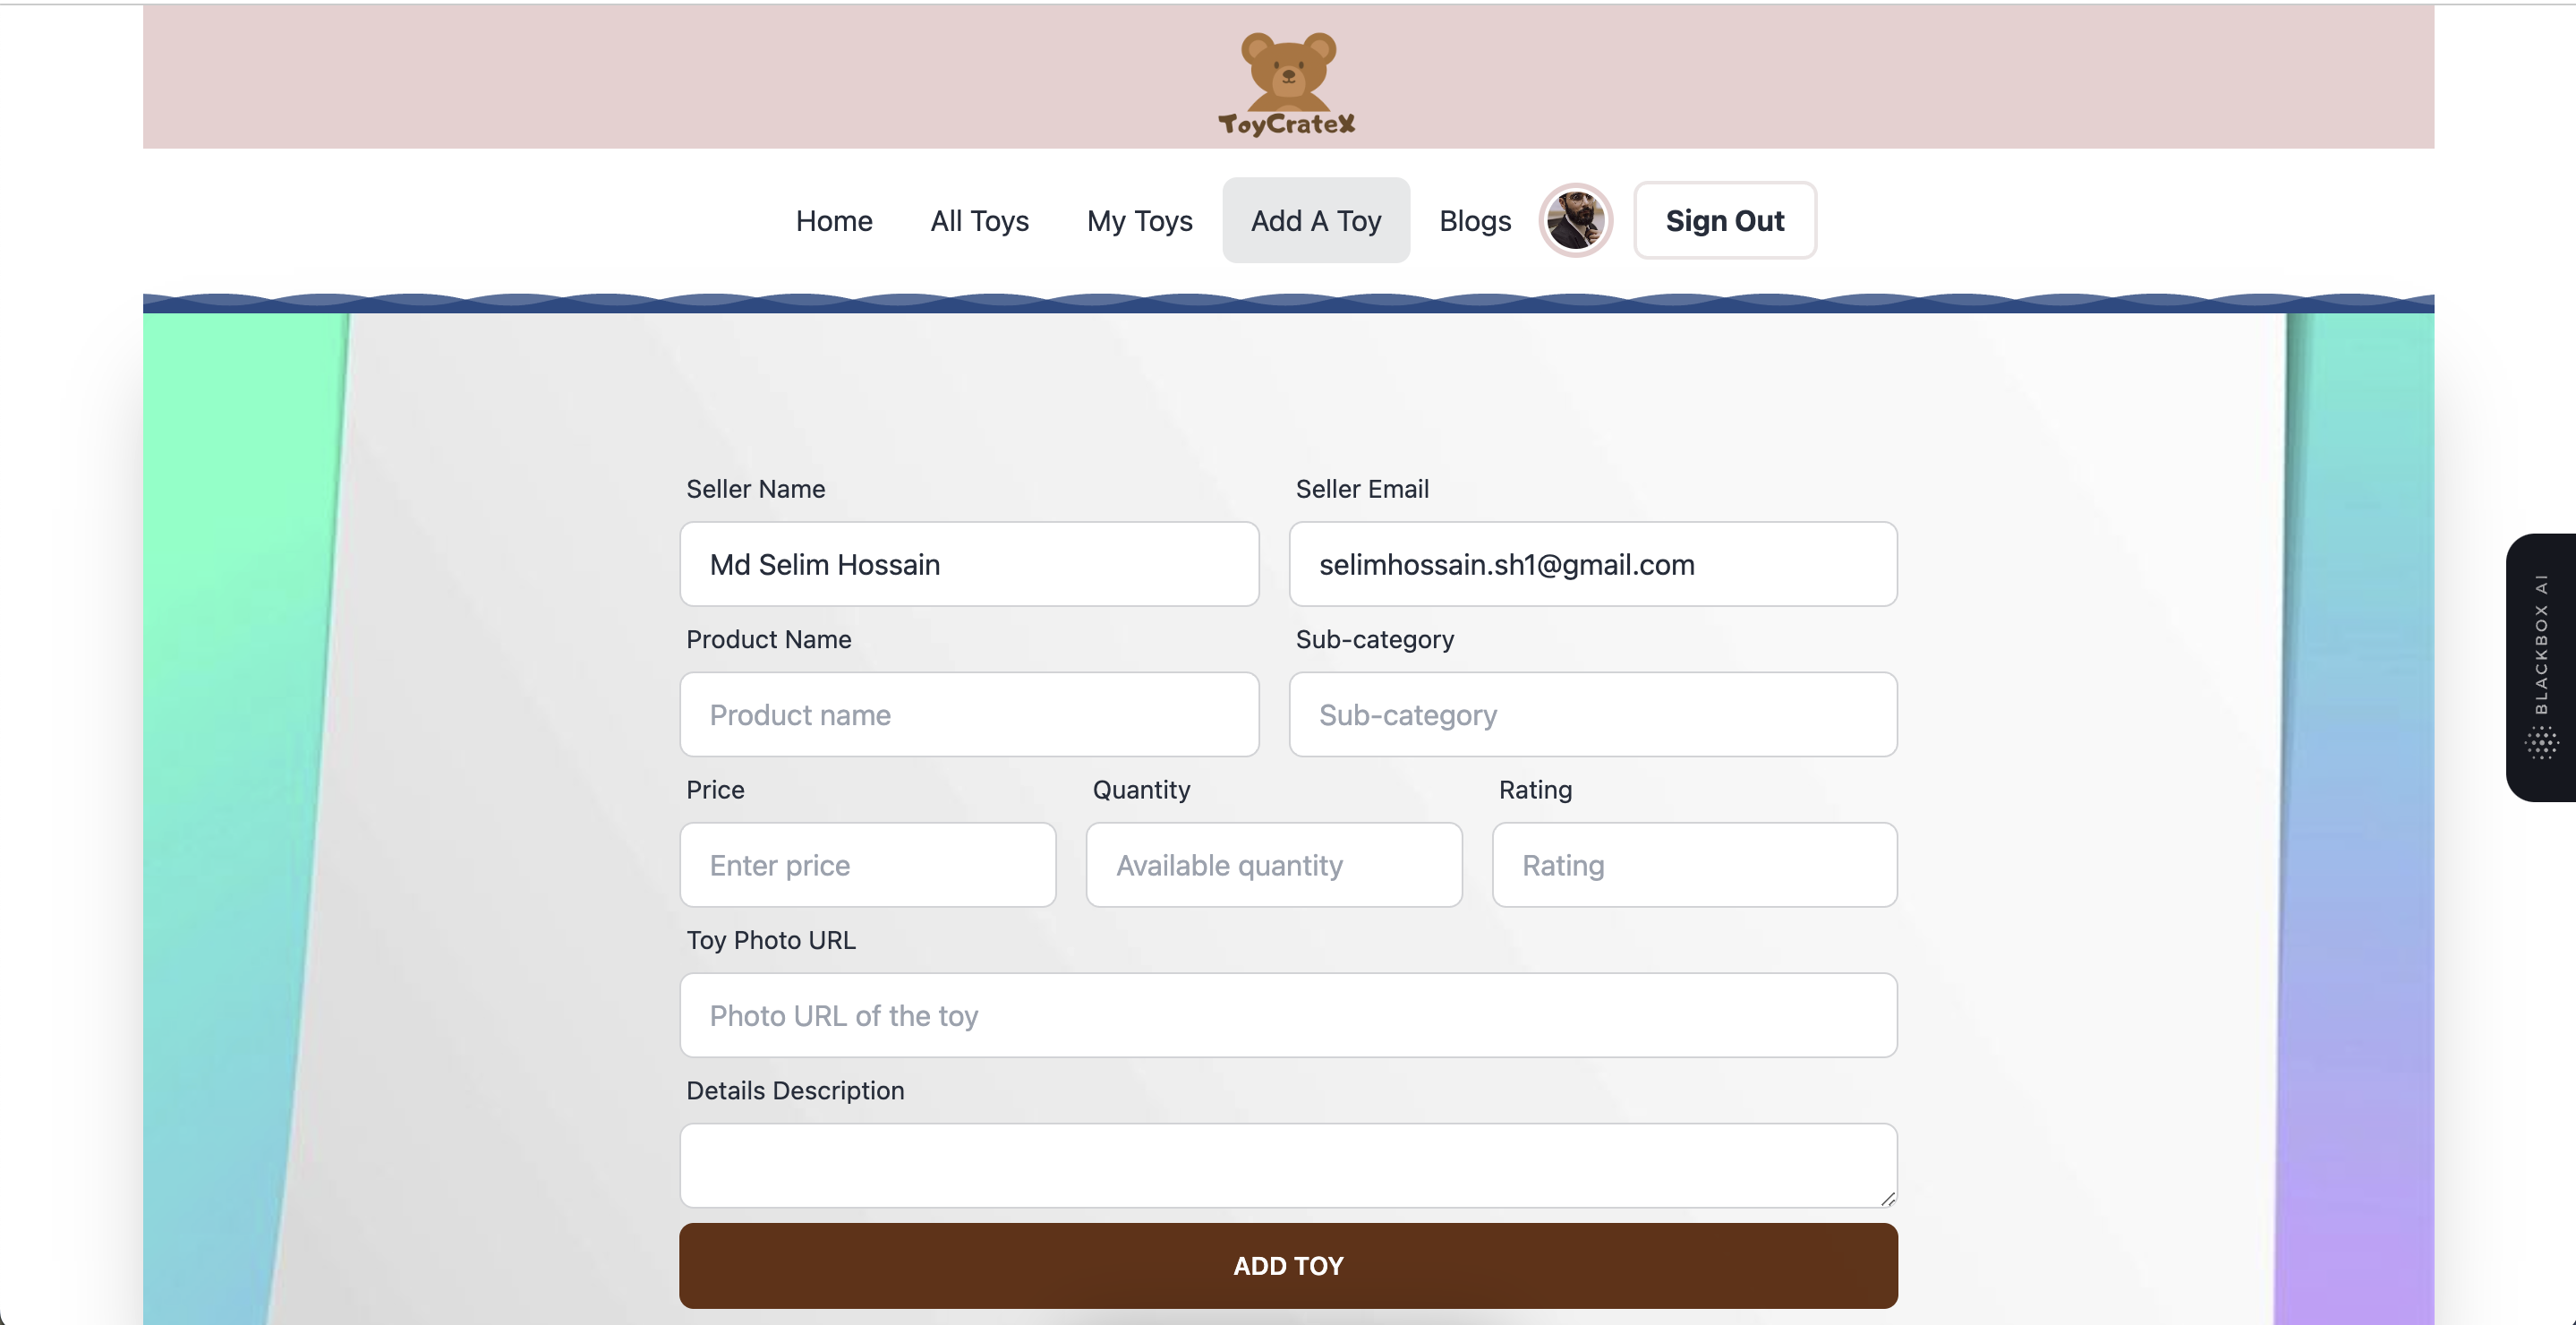 ToyCrateX
Home All Toys My Toys Add A Toy Blogs Sign Out
Seller Name Seller Email
Md Selim Hossain selimhossain.sh1@gmail.com
Product Name Sub-category
Product name Sub-category
Price Quantity Rating
Enter price Available quantity Rating
Toy Photo URL
Photo URL of the toy
Details Description
ADD TOY
BLACKBOX AI